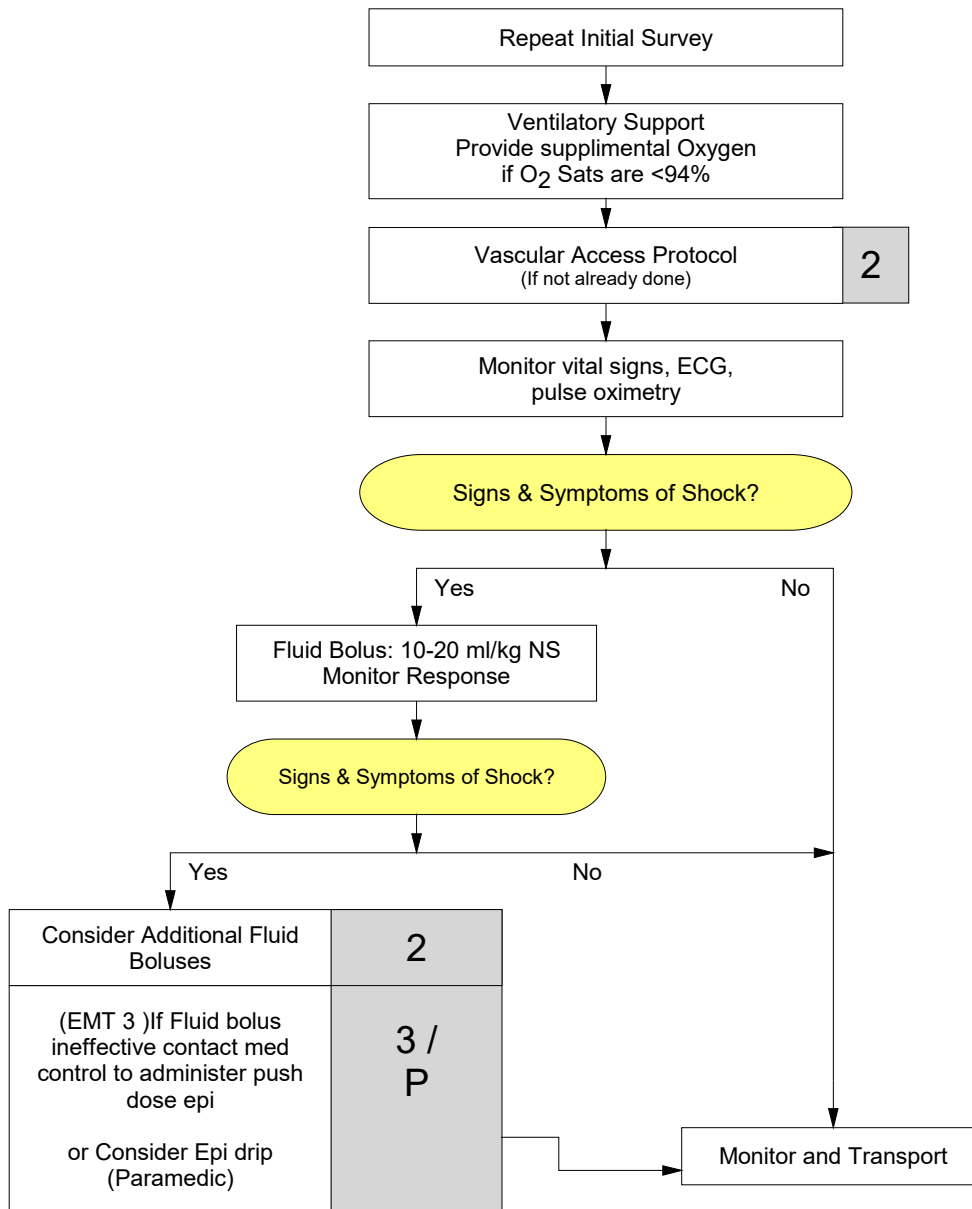 Repeat Initial Survey
Ventilatory Support
Provide supplimental Oxygen
if O2 Sats are <94%
Vascular Access Protocol
(If not already done)
2
Monitor vital signs, ECG,
pulse oximetry
Signs & Symptoms of Shock?
Yes
No
Fluid Bolus: 10-20 ml/kg NS
Monitor Response
Signs & Symptoms of Shock?
Yes
No
Consider Additional Fluid
Boluses
2
(EMT 3 )If Fluid bolus
ineffective contact med
control to administer push
dose epi
or Consider Epi drip
(Paramedic)
3 /
P
Monitor and Transport